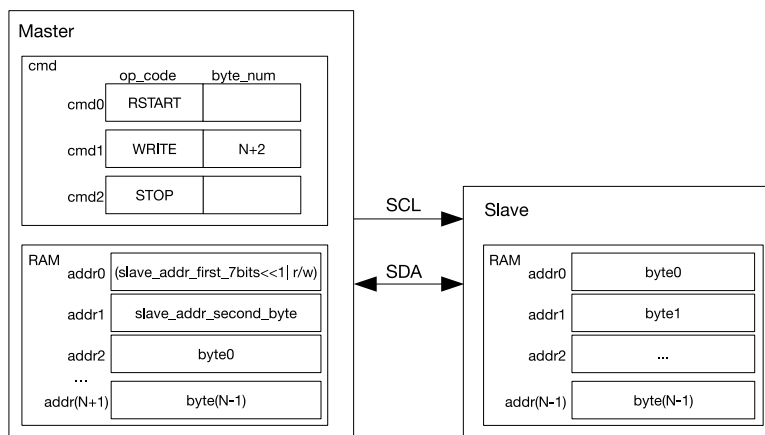 Master
cmd
op_code byte_num
cmd0 RSTART
cmd1 WRITE N+2
cmd2 STOP
RAM
addr0 (slave_addr_first_7bits<<1| r/w)
addr1 slave_addr_second_byte
addr2 byte0
...
addr(N+1) byte(N-1)
SCL
SDA
Slave
RAM
addr0 byte0
addr1 byte1
addr2 ...
addr(N-1) byte(N-1)